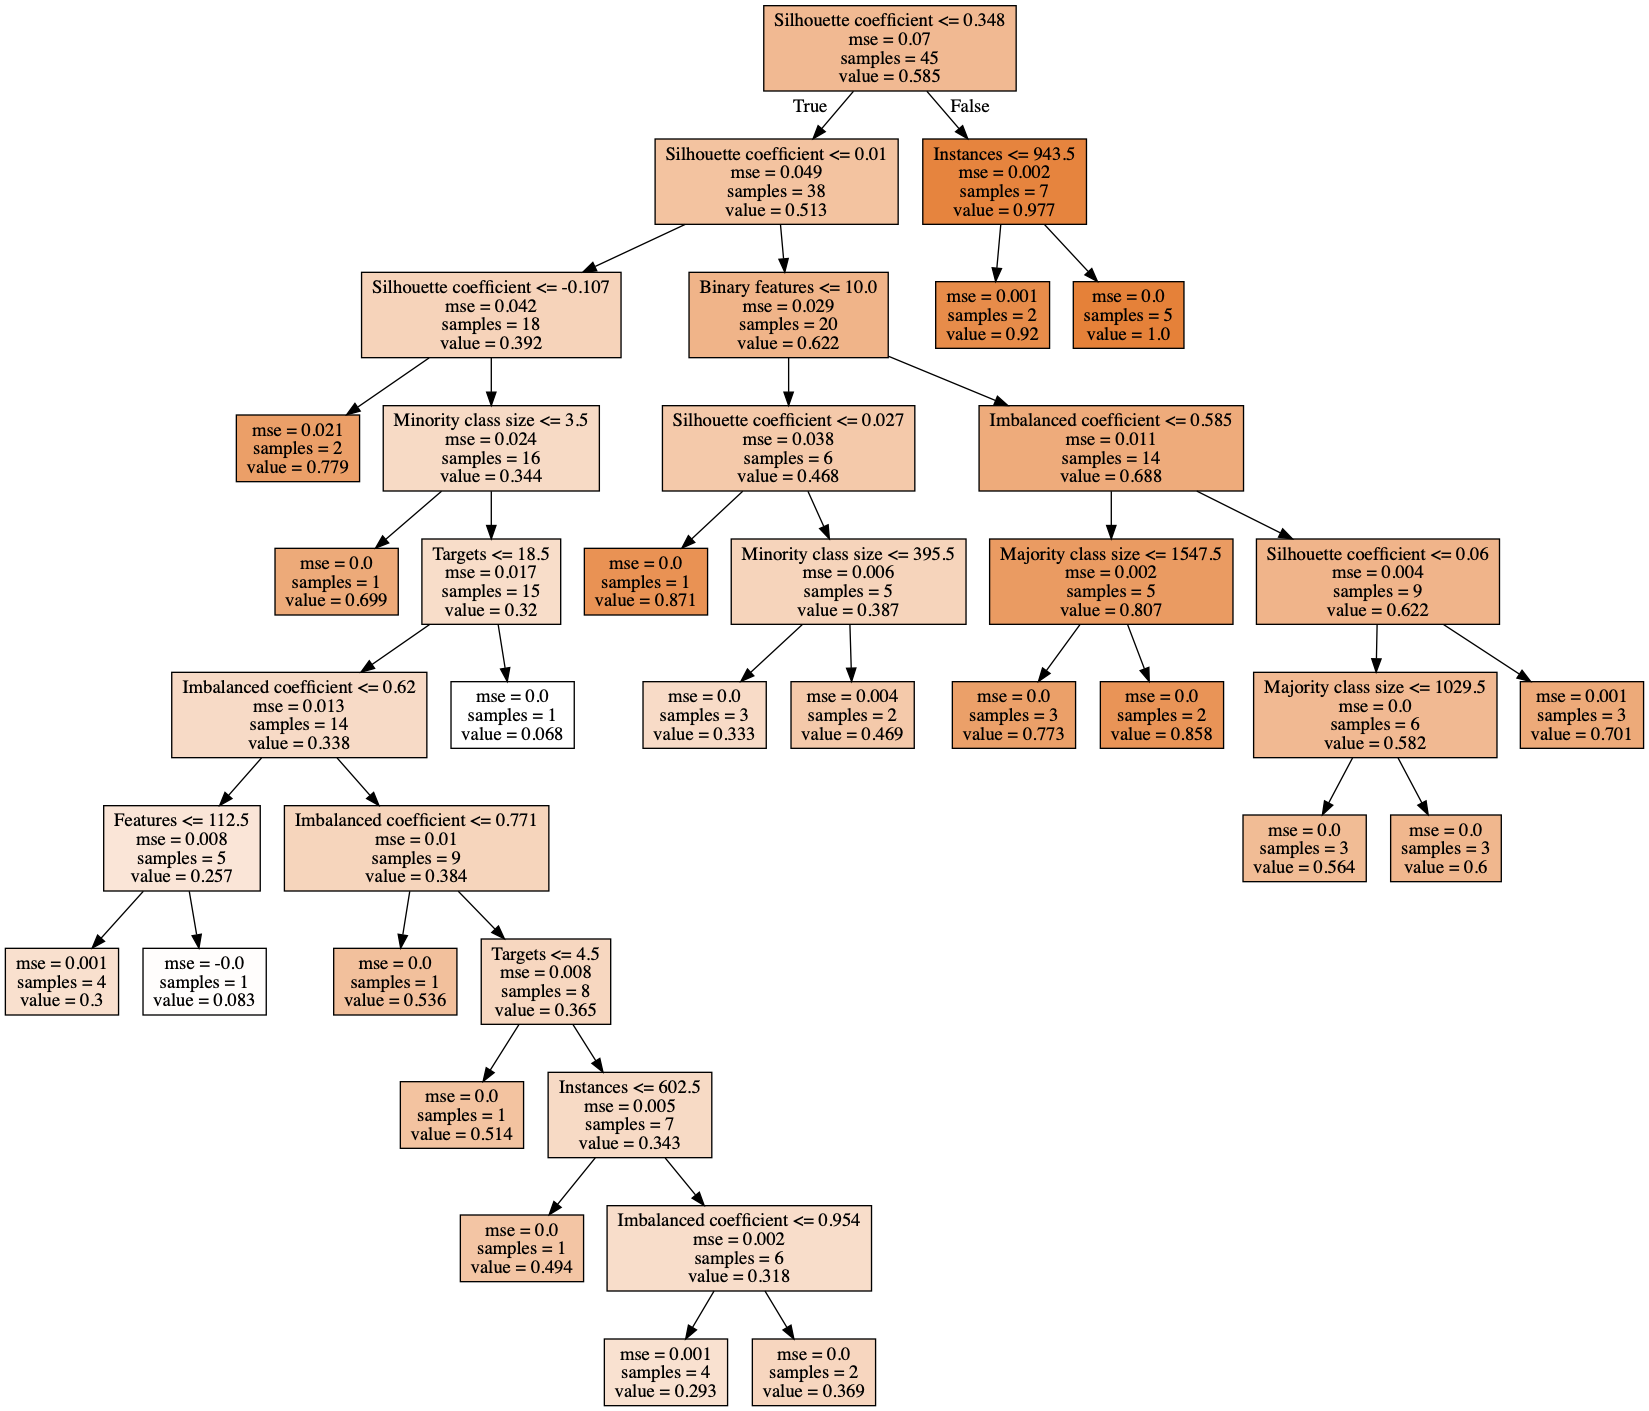 Silhouette coefficient <= 0.348
mse = 0.07
samples = 45
value = 0.585
True
False
Silhouette coefficient <= 0.01
mse = 0.049
samples = 38
value = 0.513
Instances <= 943.5
mse = 0.002
samples = 7
value = 0.977
Silhouette coefficient <= -0.107
mse = 0.042
samples = 18
value = 0.392
Binary features <= 10.0
mse = 0.029
samples = 20
value = 0.622
mse = 0.001
samples = 2
value = 0.92
mse = 0.0
samples = 5
value = 1.0
mse = 0.021
samples = 2
value = 0.779
Minority class size <= 3.5
mse = 0.024
samples = 16
value = 0.344
Silhouette coefficient <= 0.027
mse = 0.038
samples = 6
value = 0.468
Imbalanced coefficient <= 0.585
mse = 0.011
samples = 14
value = 0.688
mse = 0.0
samples = 1
value = 0.699
Targets <= 18.5
mse = 0.017
samples = 15
value = 0.32
mse = 0.0
samples = 1
value = 0.871
Minority class size <= 395.5
mse = 0.006
samples = 5
value = 0.387
Majority class size <= 1547.5
mse = 0.002
samples = 5
value = 0.807
Silhouette coefficient <= 0.06
mse = 0.004
samples = 9
value = 0.622
Imbalanced coefficient <= 0.62
mse = 0.013
samples = 14
value = 0.338
mse = 0.0
samples = 1
value = 0.068
mse = 0.0
samples = 3
value = 0.333
mse = 0.004
samples = 2
value = 0.469
mse = 0.0
samples = 3
value = 0.773
mse = 0.0
samples = 2
value = 0.858
Majority class size <= 1029.5
mse = 0.0
samples = 6
value = 0.582
mse = 0.001
samples = 3
value = 0.701
Features <= 112.5
mse = 0.008
samples = 5
value = 0.257
Imbalanced coefficient <= 0.771
mse = 0.01
samples = 9
value = 0.384
mse = 0.0
samples = 3
value = 0.564
mse = 0.0
samples = 3
value = 0.6
mse = 0.001
samples = 4
value = 0.3
mse = -0.0
samples = 1
value = 0.083
mse = 0.0
samples = 1
value = 0.536
Targets <= 4.5
mse = 0.008
samples = 8
value = 0.365
mse = 0.0
samples = 1
value = 0.514
Instances <= 602.5
mse = 0.005
samples = 7
value = 0.343
mse = 0.0
samples = 1
value = 0.494
Imbalanced coefficient <= 0.954
mse = 0.002
samples = 6
value = 0.318
mse = 0.001
samples = 4
value = 0.293
mse = 0.0
samples = 2
value = 0.369